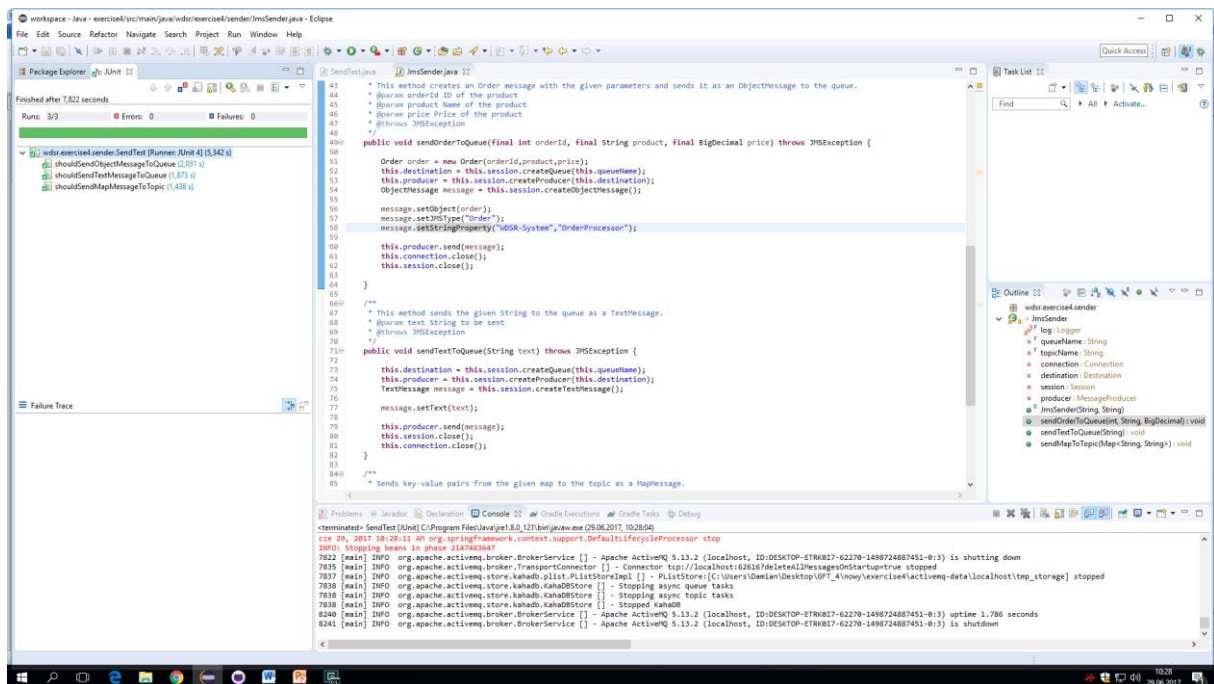 workspace - Java - exercise4/src/main/java/wdsr/exercise4/sender/JmsSender.java - Eclipse
File Edit Source Refactor Navigate Search Project Run Window Help
Quick Access
Package Explorer JUnit
Finished after 7,822 seconds
Runs: 3/3 Errors: 0 Failures: 0
wdsr.exercise4.sender.SendTest [Runner: JUnit 4] (5,342 s)
shouldSendObjectMessageToQueue (2,031 s)
shouldSendTextMessageToQueue (1,873 s)
shouldSendMapMessageToTopic (1,438 s)
Failure Trace
SendTest.java JmsSender.java
43 * This method creates an Order message with the given parameters and sends it as an ObjectMessage to the queue.
44 * @param orderId ID of the product
45 * @param product Name of the product
46 * @param price Price of the product
47 * @throws JMSException
48 */
49 public void sendOrderToQueue(final int orderId, final String product, final BigDecimal price) throws JMSException {
50
51 Order order = new Order(orderId,product,price);
52 this.destination = this.session.createQueue(this.queueName);
53 this.producer = this.session.createProducer(this.destination);
54 ObjectMessage message = this.session.createObjectMessage();
55
56 message.setObject(order);
57 message.setJMSType("Order");
58 message.setStringProperty("WDSR-System","OrderProcessor");
59
60 this.producer.send(message);
61 this.connection.close();
62 this.session.close();
63
64 }
65
66 /**
67 * This method sends the given String to the queue as a TextMessage.
68 * @param text String to be sent
69 * @throws JMSException
70 */
71 public void sendTextToQueue(String text) throws JMSException {
72
73 this.destination = this.session.createQueue(this.queueName);
74 this.producer = this.session.createProducer(this.destination);
75 TextMessage message = this.session.createTextMessage();
76
77 message.setText(text);
78
79 this.producer.send(message);
80 this.session.close();
81 this.connection.close();
82 }
83
84 /**
85 * Sends key-value pairs from the given map to the topic as a MapMessage.
Task List
Find All Activate...
Outline
wdsr.exercise4.sender
JmsSender
log : Logger
queueName : String
topicName : String
connection : Connection
destination : Destination
session : Session
producer : MessageProducer
JmsSender(String, String)
sendOrderToQueue(int, String, BigDecimal) : void
sendTextToQueue(String) : void
sendMapToTopic(Map<String, String>) : void
Problems Javadoc Declaration Console Gradle Executions Gradle Tasks Debug
<terminated> SendTest [JUnit] C:\Program Files\Java\jre1.8.0_121\bin\javaw.exe (29.06.2017, 10:28:04)
cze 29, 2017 10:28:11 AM org.springframework.context.support.DefaultLifecycleProcessor stop
INFO: Stopping beans in phase 2147483647
7822 [main] INFO org.apache.activemq.broker.BrokerService [] - Apache ActiveMQ 5.13.2 (localhost, ID:DESKTOP-ETRK0I7-62270-1498724887451-0:3) is shutting down
7835 [main] INFO org.apache.activemq.broker.TransportConnector [] - Connector tcp://localhost:62616?deleteAllMessagesOnStartup=true stopped
7837 [main] INFO org.apache.activemq.store.kahadb.plist.PListStoreImpl [] - PListStore:[C:\Users\Damian\Desktop\GFT_4\nowy\exercise4\activemq-data\localhost\tmp_storage] stopped
7838 [main] INFO org.apache.activemq.store.kahadb.KahaDBStore [] - Stopping async queue tasks
7838 [main] INFO org.apache.activemq.store.kahadb.KahaDBStore [] - Stopping async topic tasks
7838 [main] INFO org.apache.activemq.store.kahadb.KahaDBStore [] - Stopped KahaDB
8240 [main] INFO org.apache.activemq.broker.BrokerService [] - Apache ActiveMQ 5.13.2 (localhost, ID:DESKTOP-ETRK0I7-62270-1498724887451-0:3) uptime 1.786 seconds
8241 [main] INFO org.apache.activemq.broker.BrokerService [] - Apache ActiveMQ 5.13.2 (localhost, ID:DESKTOP-ETRK0I7-62270-1498724887451-0:3) is shutdown
10:28
29.06.2017